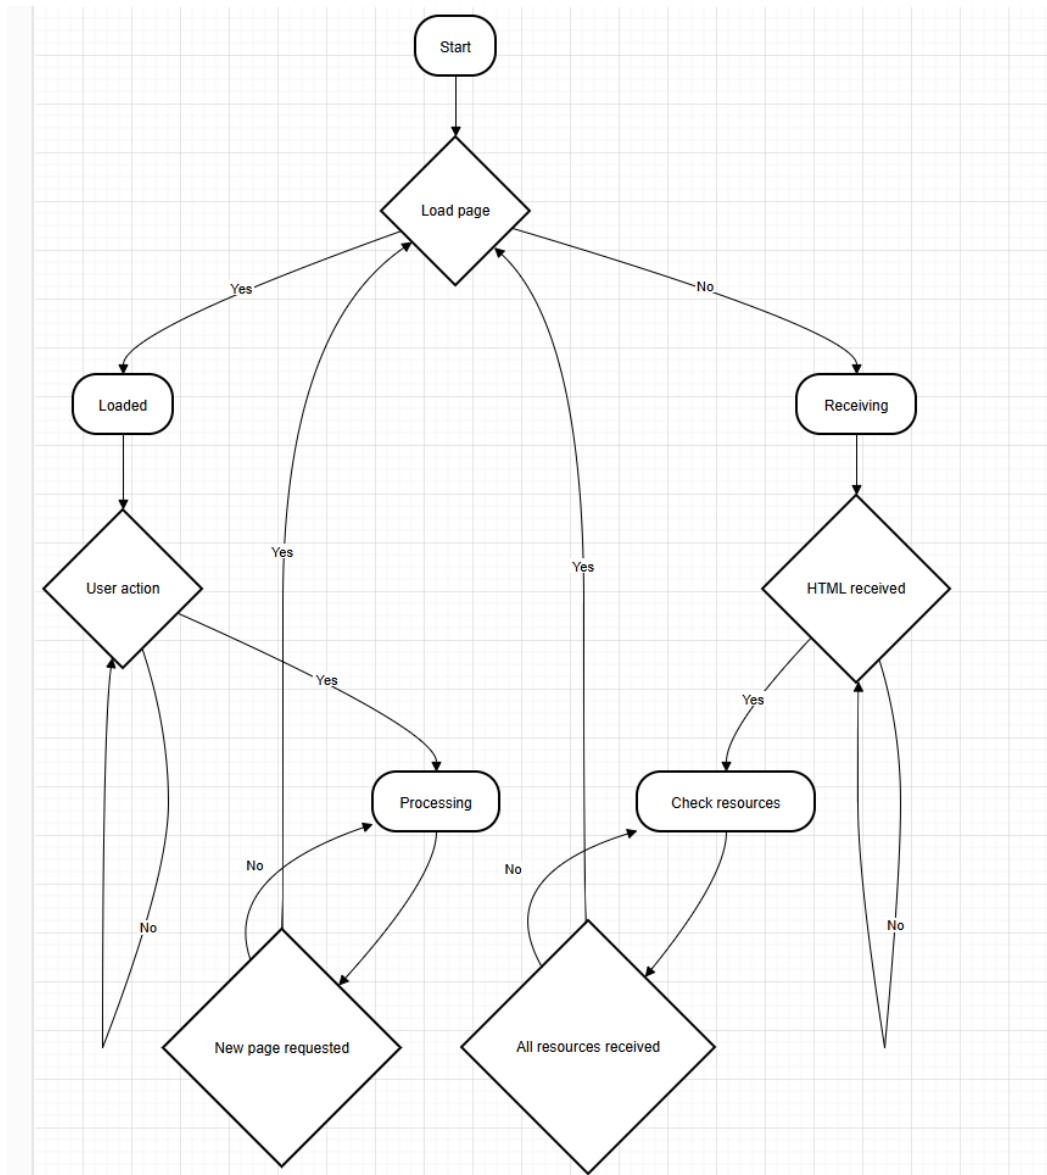 Start
Load page
Yes
No
Loaded
Receiving
Yes
Yes
User action
HTML received
Yes
Yes
Processing
Check resources
No
No
No
No
New page requested
All resources received